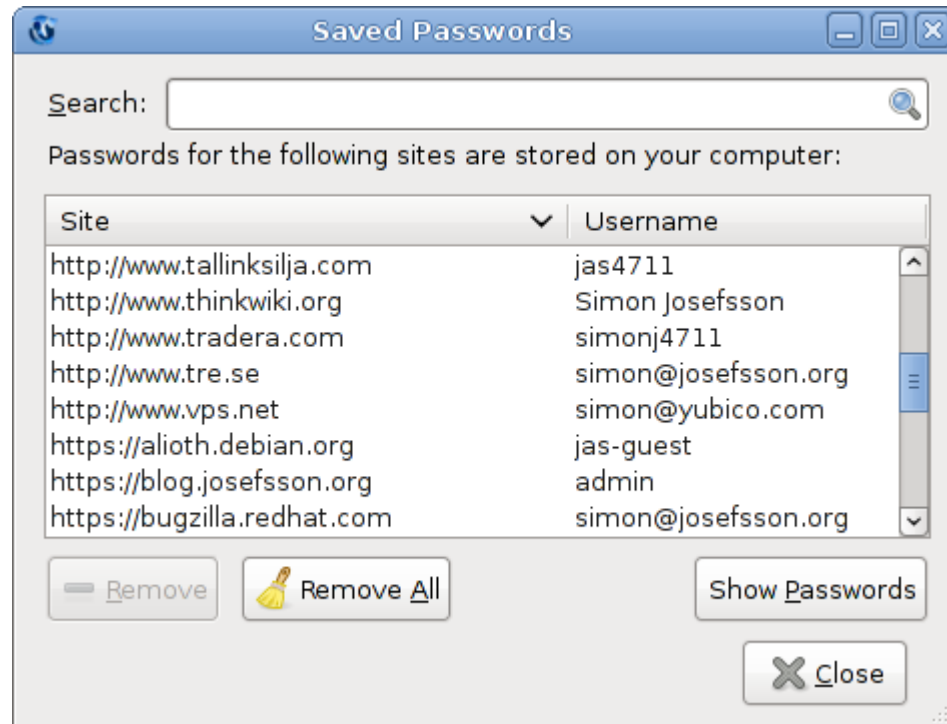 Saved Passwords
Search:
Passwords for the following sites are stored on your computer:
Site Username
http://www.tallinksilja.com jas4711
http://www.thinkwiki.org Simon Josefsson
http://www.tradera.com simonj4711
http://www.tre.se simon@josefsson.org
http://www.vps.net simon@yubico.com
https://alioth.debian.org jas-guest
https://blog.josefsson.org admin
https://bugzilla.redhat.com simon@josefsson.org
Remove Remove All Show Passwords
Close